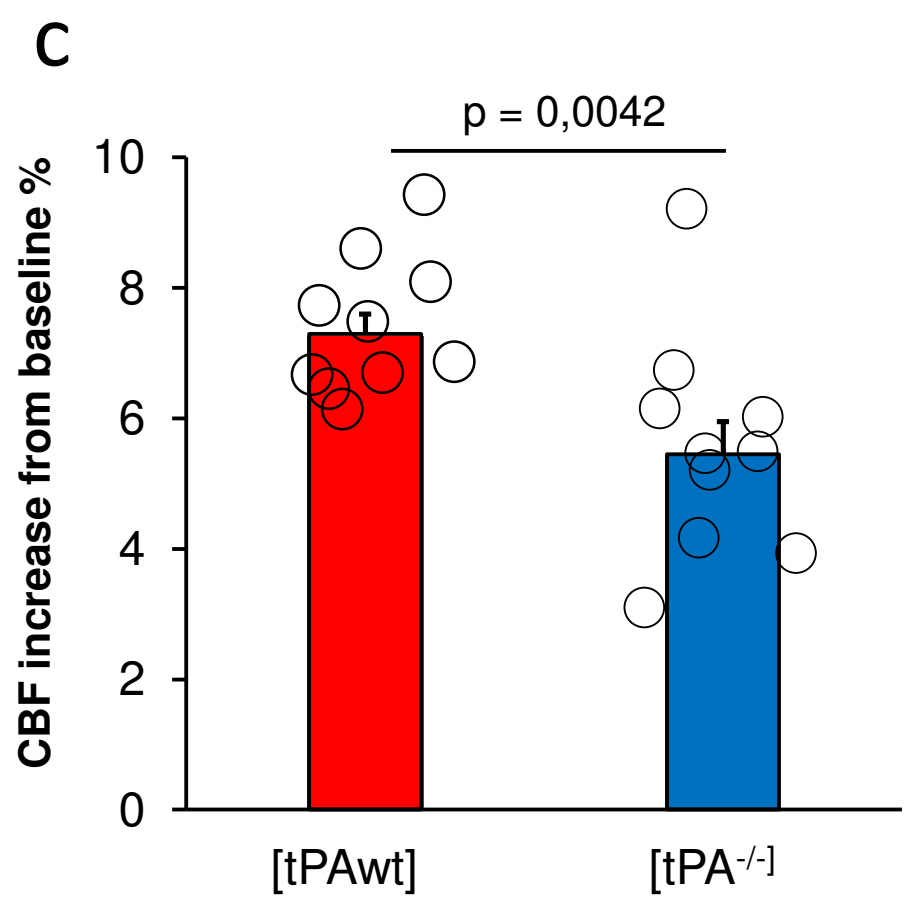 C
p = 0,0042
CBF increase from baseline %
10
8
6
4
2
0
[tPAwt]
[tPA-/-]